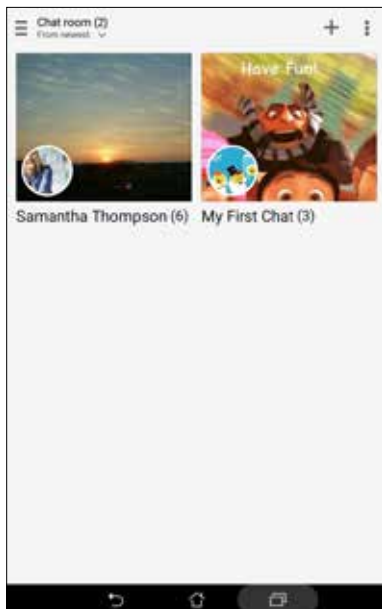 Chat room (2)
From newest
Have Fun!
Samantha Thompson (6)
My First Chat (3)